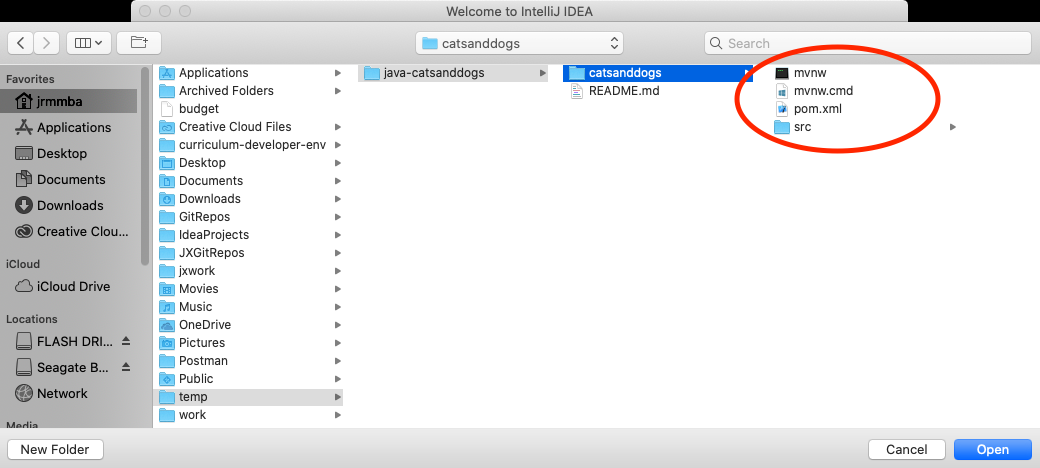 Welcome to IntelliJ IDEA
catsanddogs
Search
Favorites
jrmmba
Applications
Desktop
Documents
Downloads
Creative Clou...
iCloud
iCloud Drive
Locations
FLASH DRI...
Seagate B...
Network
Media
Applications
Archived Folders
budget
Creative Cloud Files
curriculum-developer-env
Desktop
Documents
Downloads
GitRepos
IdeaProjects
JXGitRepos
jxwork
Movies
Music
OneDrive
Pictures
Postman
Public
temp
work
java-catsanddogs
catsanddogs
README.md
mvnw
mvnw.cmd
pom.xml
src
New Folder
Cancel
Open